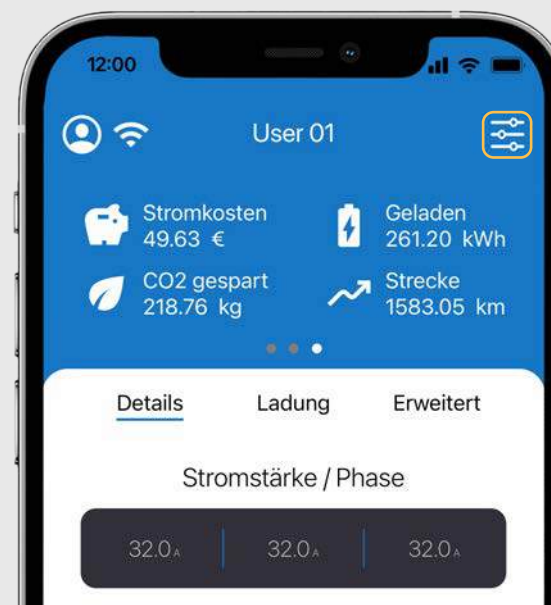 12:00
User 01
Stromkosten
49.63 €
Geladen
261.20 kWh
CO2 gespart
218.76 kg
Strecke
1583.05 km
Details Ladung Erweitert
Stromstärke / Phase
32.0 A 32.0 A 32.0 A